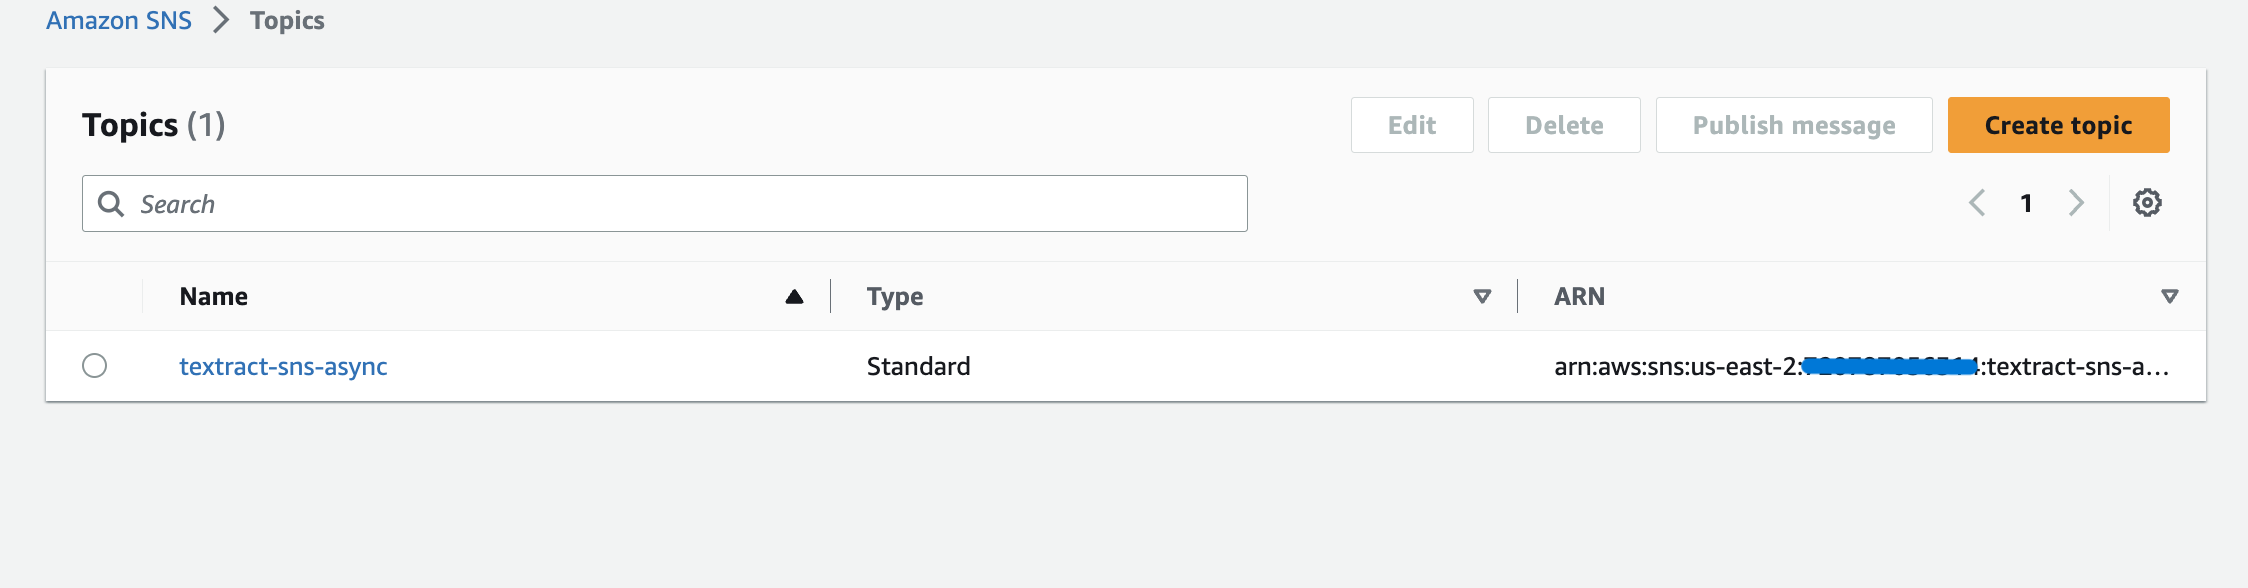 Amazon SNS > Topics
Topics (1)
Edit Delete Publish message Create topic
Search
1
Name Type ARN
textract-sns-async Standard arn:aws:sns:us-east-2: :textract-sns-a...